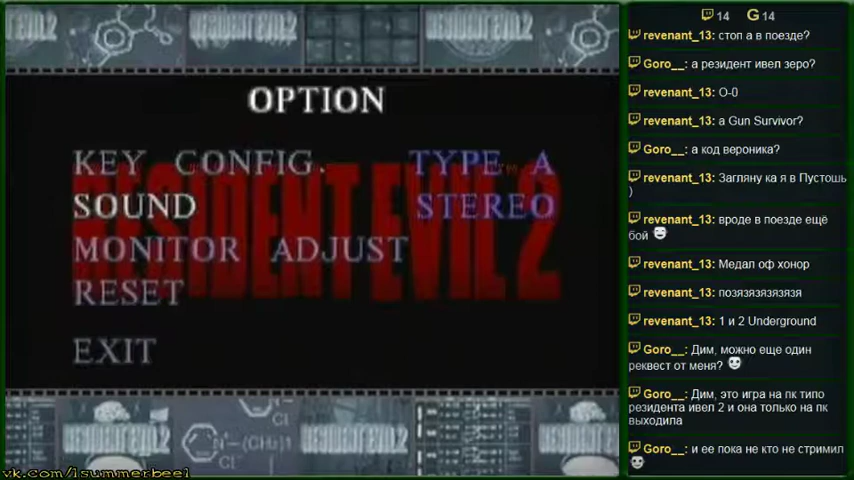 OPTION
KEY CONFIG. TYPE A
SOUND STEREO
MONITOR ADJUST
RESET
EXIT
RESIDENT EVIL 2
vk.com/1summerbee1
14 G 14
revenant_13: стоп а в поезде?
Goro__: а резидент ивел зеро?
revenant_13: О-0
revenant_13: а Gun Survivor?
Goro__: а код вероника?
revenant_13: Загляну ка я в Пустошь
)
revenant_13: вроде в поезде ещё
бой
revenant_13: Медал оф хонор
revenant_13: позязязязязя
revenant_13: 1 и 2 Underground
Goro__: Дим, можно еще один
реквест от меня?
Goro__: Дим, это игра на пк типо
резидента ивел 2 и она только на пк
выходила
Goro__: и ее пока не кто не стримил